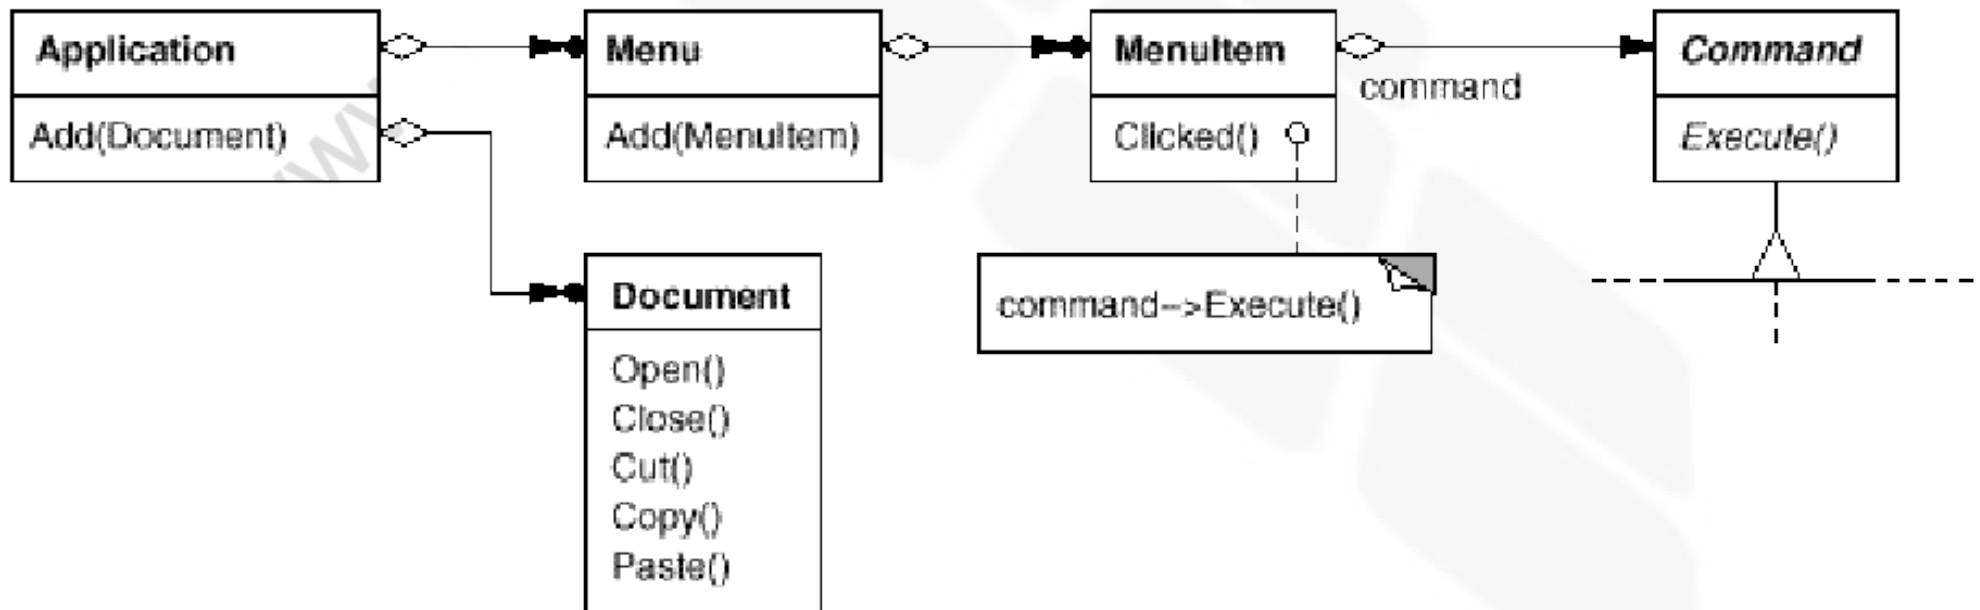 Application
Add(Document)
Menu
Add(MenuItem)
MenuItem
Clicked()
command
Command
Execute()
command-->Execute()
Document
Open()
Close()
Cut()
Copy()
Paste()